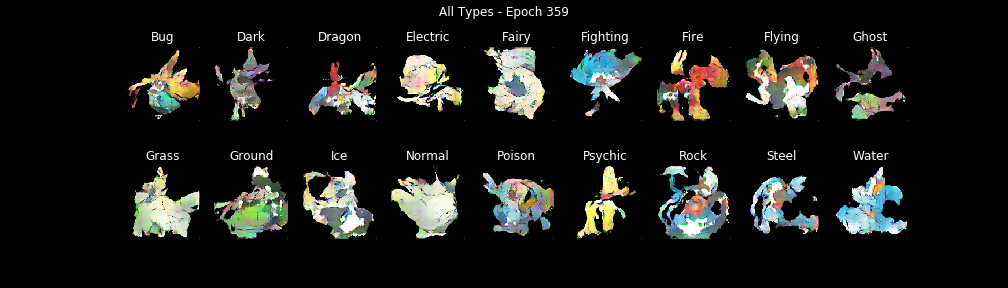 All Types - Epoch 359
Bug Dark Dragon Electric Fairy Fighting Fire Flying Ghost
Grass Ground Ice Normal Poison Psychic Rock Steel Water